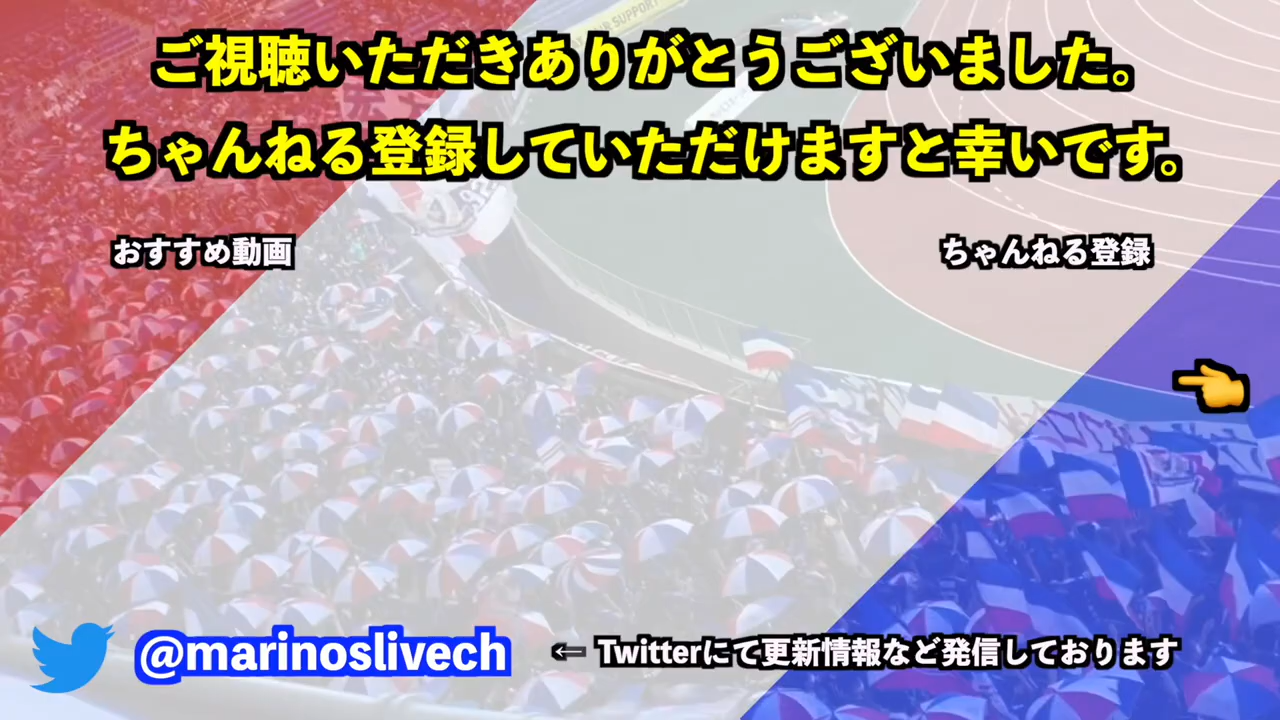 ご視聴いただきありがとうございました。
ちゃんねる登録していただけますと幸いです。
おすすめ動画
ちゃんねる登録
@marinoslivech
← Twitterにて更新情報など発信しております